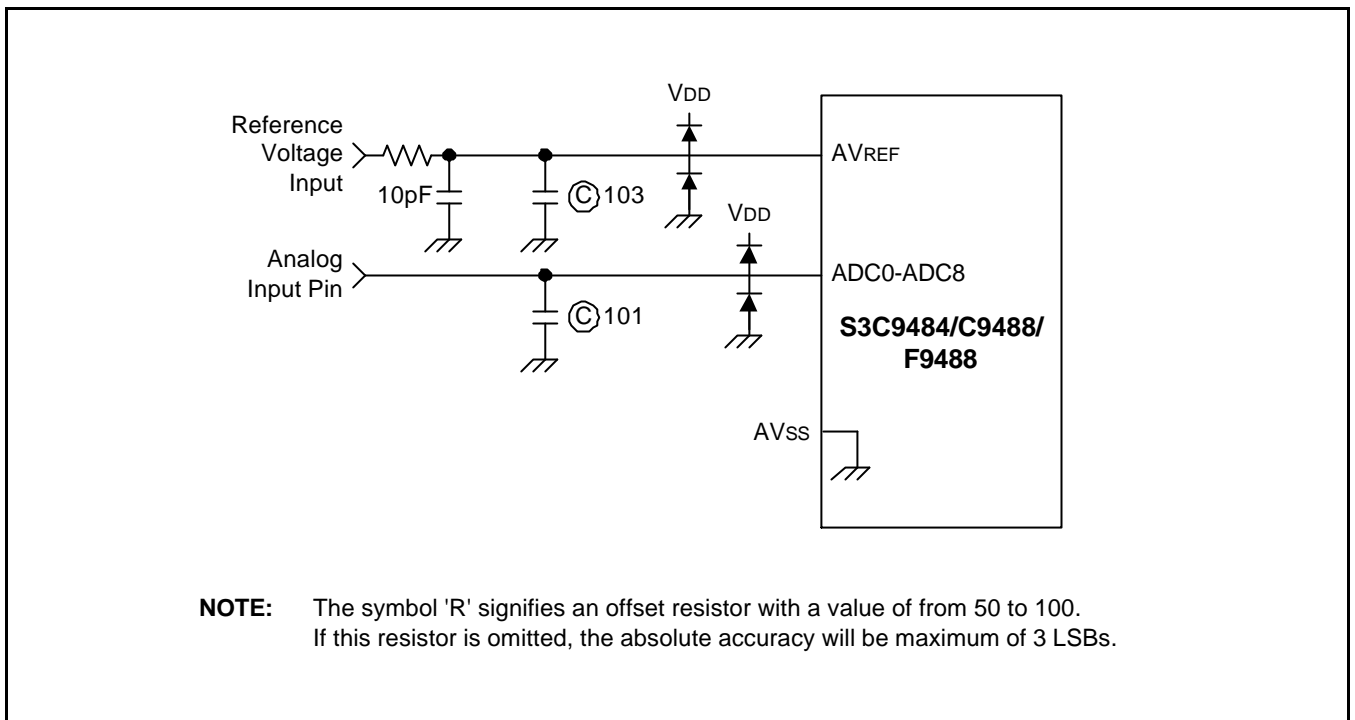 VDD
Reference
Voltage
Input
AVREF
10pF
C 103
VDD
Analog
Input Pin
ADC0-ADC8
C 101
S3C9484/C9488/
F9488
AVSS
NOTE: The symbol 'R' signifies an offset resistor with a value of from 50 to 100.
If this resistor is omitted, the absolute accuracy will be maximum of 3 LSBs.